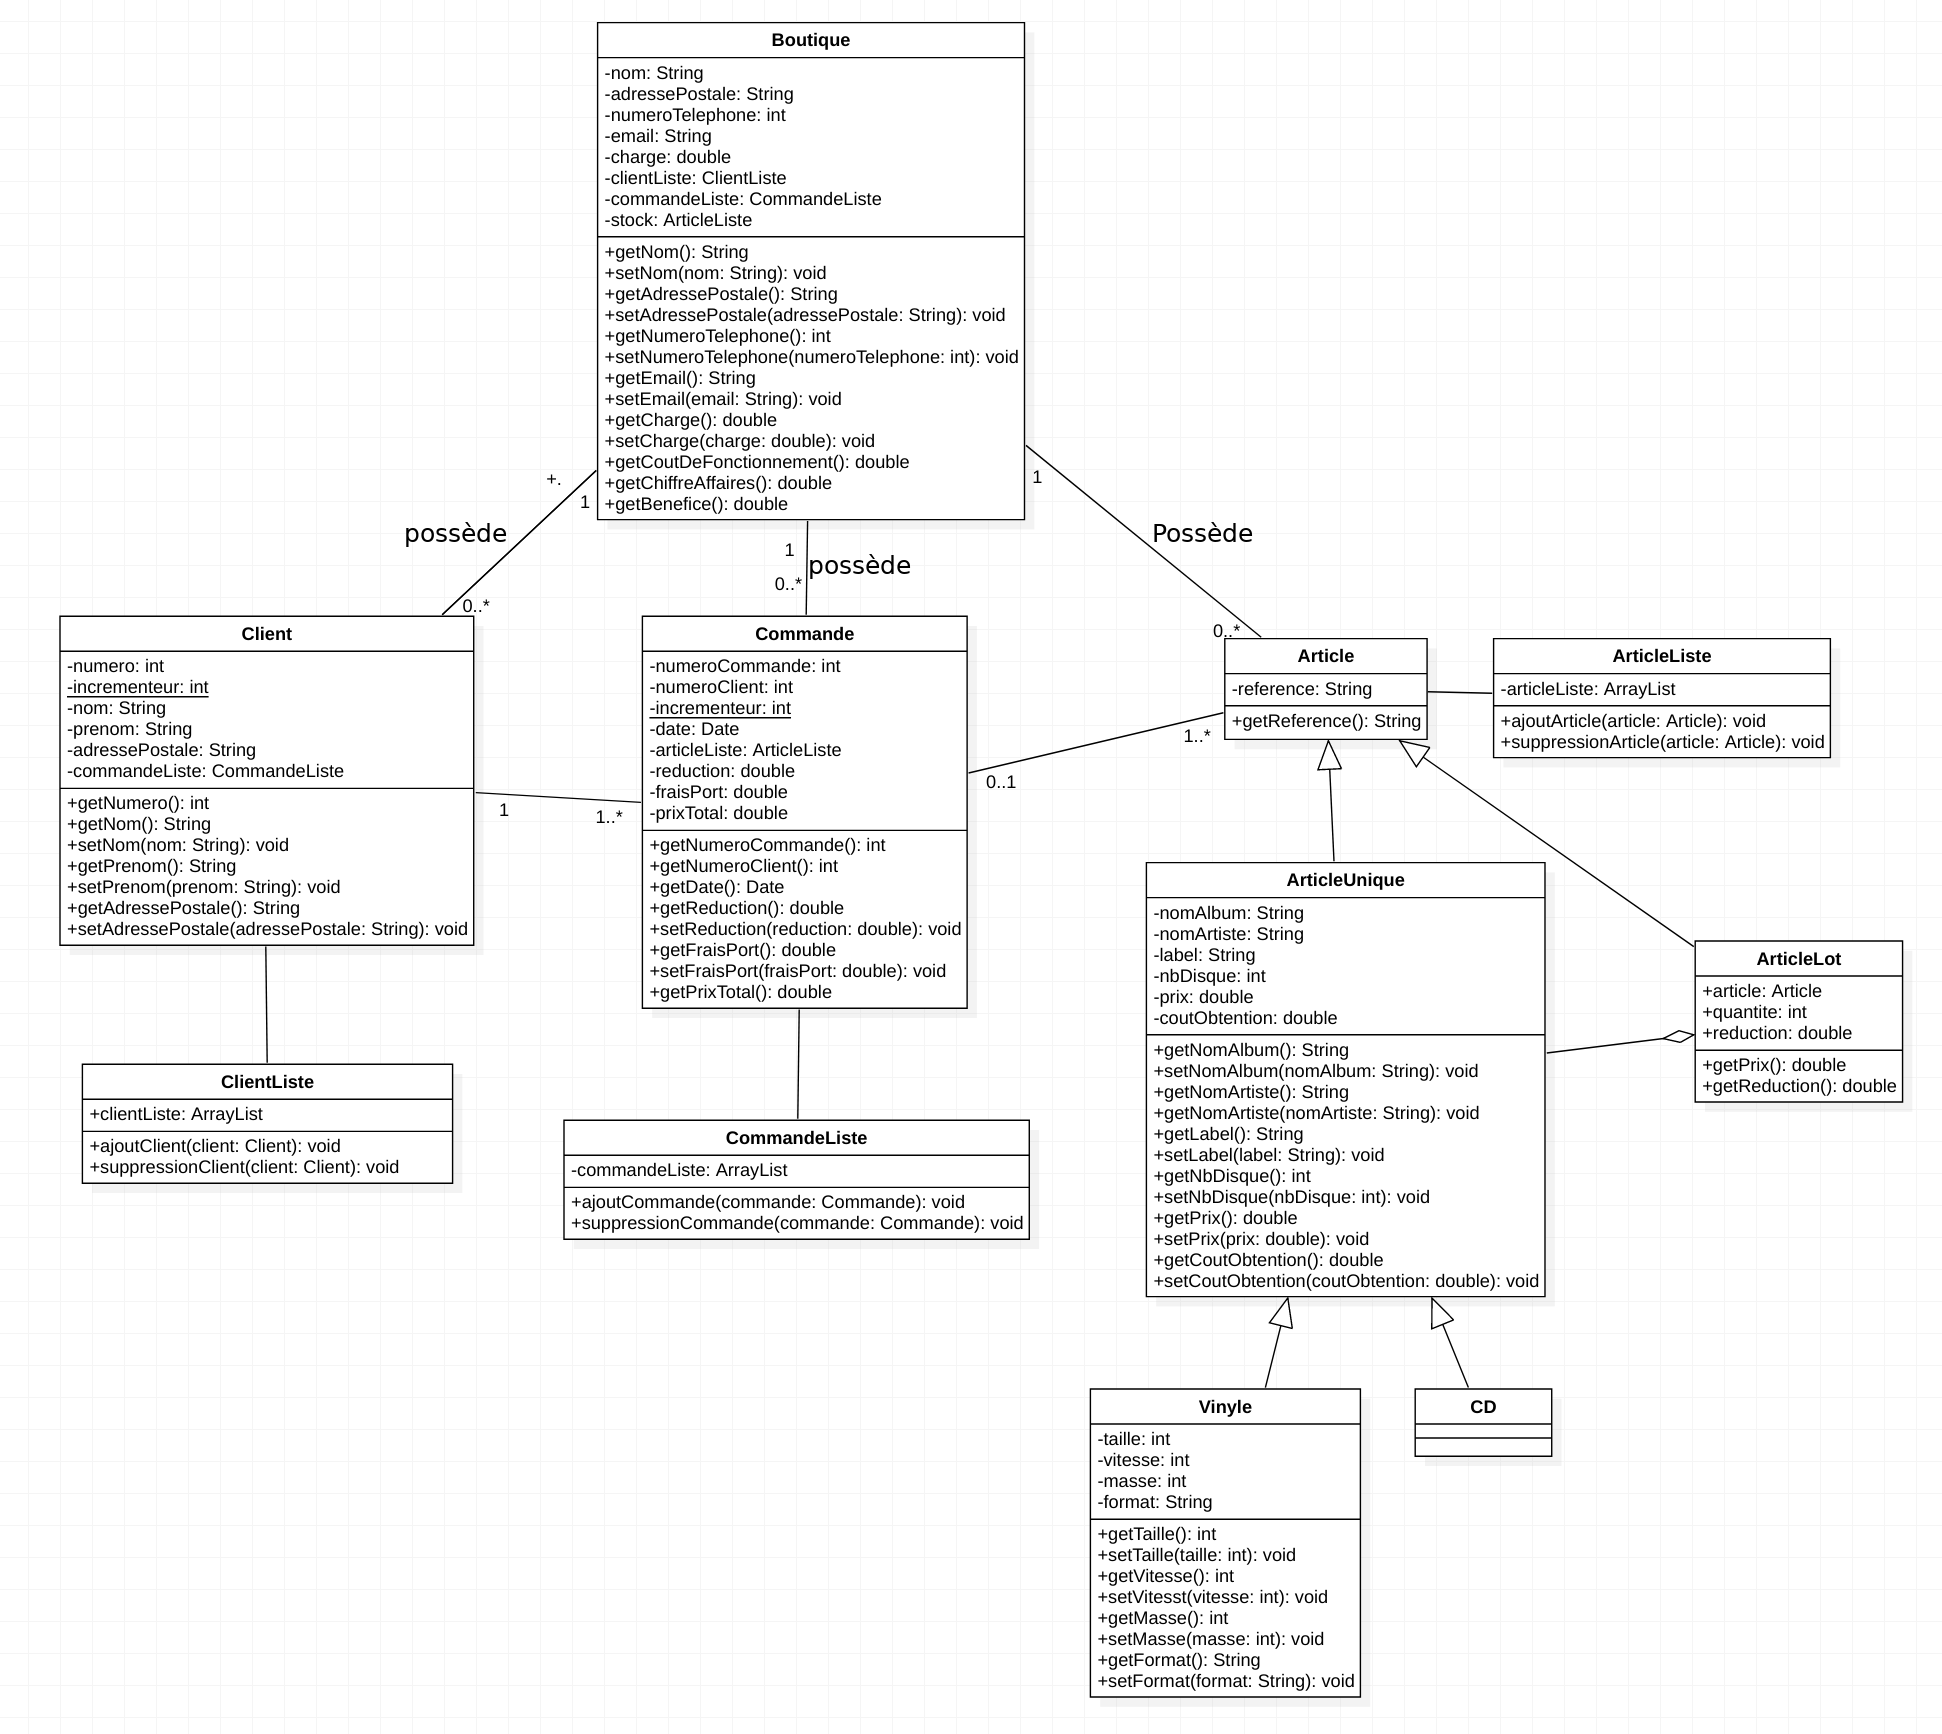 Boutique
-nom: String
-adressePostale: String
-numeroTelephone: int
-email: String
-charge: double
-clientListe: ClientListe
-commandeListe: CommandeListe
-stock: ArticleListe
+getNom(): String
+setNom(nom: String): void
+getAdressePostale(): String
+setAdressePostale(adressePostale: String): void
+getNumeroTelephone(): int
+setNumeroTelephone(numeroTelephone: int): void
+getEmail(): String
+setEmail(email: String): void
+getCharge(): double
+setCharge(charge: double): void
+getCoutDeFonctionnement(): double
+getChiffreAffaires(): double
+getBenefice(): double
+.
1
possède
0..*
1
possède
0..*
1
Possède
0..*
Client
-numero: int
-incrementeur: int
-nom: String
-prenom: String
-adressePostale: String
-commandeListe: CommandeListe
+getNumero(): int
+getNom(): String
+setNom(nom: String): void
+getPrenom(): String
+setPrenom(prenom: String): void
+getAdressePostale(): String
+setAdressePostale(adressePostale: String): void
1
1..*
Commande
-numeroCommande: int
-numeroClient: int
-incrementeur: int
-date: Date
-articleListe: ArticleListe
-reduction: double
-fraisPort: double
-prixTotal: double
+getNumeroCommande(): int
+getNumeroClient(): int
+getDate(): Date
+getReduction(): double
+setReduction(reduction: double): void
+getFraisPort(): double
+setFraisPort(fraisPort: double): void
+getPrixTotal(): double
0..1
1..*
Article
-reference: String
+getReference(): String
ArticleListe
-articleListe: ArrayList
+ajoutArticle(article: Article): void
+suppressionArticle(article: Article): void
ArticleUnique
-nomAlbum: String
-nomArtiste: String
-label: String
-nbDisque: int
-prix: double
-coutObtention: double
+getNomAlbum(): String
+setNomAlbum(nomAlbum: String): void
+getNomArtiste(): String
+getNomArtiste(nomArtiste: String): void
+getLabel(): String
+setLabel(label: String): void
+getNbDisque(): int
+setNbDisque(nbDisque: int): void
+getPrix(): double
+setPrix(prix: double): void
+getCoutObtention(): double
+setCoutObtention(coutObtention: double): void
ArticleLot
+article: Article
+quantite: int
+reduction: double
+getPrix(): double
+getReduction(): double
ClientListe
+clientListe: ArrayList
+ajoutClient(client: Client): void
+suppressionClient(client: Client): void
CommandeListe
-commandeListe: ArrayList
+ajoutCommande(commande: Commande): void
+suppressionCommande(commande: Commande): void
Vinyle
-taille: int
-vitesse: int
-masse: int
-format: String
+getTaille(): int
+setTaille(taille: int): void
+getVitesse(): int
+setVitesst(vitesse: int): void
+getMasse(): int
+setMasse(masse: int): void
+getFormat(): String
+setFormat(format: String): void
CD